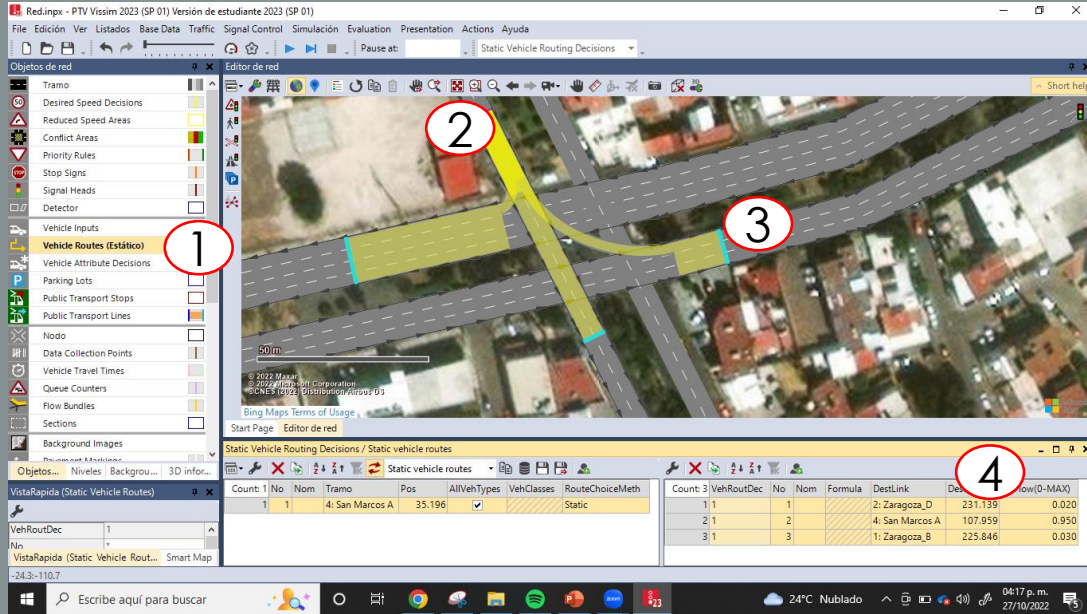 Red.inpx - PTV Vissim 2023 (SP 01) Versión de estudiante 2023 (SP 01)
File Edición Ver Listados Base Data Traffic Signal Control Simulación Evaluation Presentation Actions Ayuda
Pause at: Static Vehicle Routing Decisions
Objetos de red
Editor de red
Short help
Tramo
Desired Speed Decisions
Reduced Speed Areas
Conflict Areas
Priority Rules
Stop Signs
Signal Heads
Detector
Vehicle Inputs
Vehicle Routes (Estático)
Vehicle Attribute Decisions
Parking Lots
Public Transport Stops
Public Transport Lines
Nodo
Data Collection Points
Vehicle Travel Times
Queue Counters
Flow Bundles
Sections
Background Images
Pavement Markings
Objetos... Niveles Backgrou... 3D infor...
1
2
3
50 m
© 2022 Maxar
© 2022 Microsoft Corporation
©CNES (2022) Distribution Airbus DS
Bing Maps Terms of Usage
Start Page Editor de red
Static Vehicle Routing Decisions / Static vehicle routes
Static vehicle routes
Count: 1 No Nom Tramo Pos AllVehTypes VehClasses RouteChoiceMeth
1 1 4: San Marcos A 35.196 Static
4
Count: 3 VehRoutDec No Nom Formula DestLink
1 1 1 2: Zaragoza_D 231.139 0.020
2 1 2 4: San Marcos A 107.959 0.950
3 1 3 1: Zaragoza_B 225.846 0.030
VistaRapida (Static Vehicle Routes)
VehRoutDec 1
No *
VistaRapida (Static Vehicle Rout... Smart Map
-24.3:-110.7
Escribe aquí para buscar
24°C Nublado
04:17 p. m.
27/10/2022